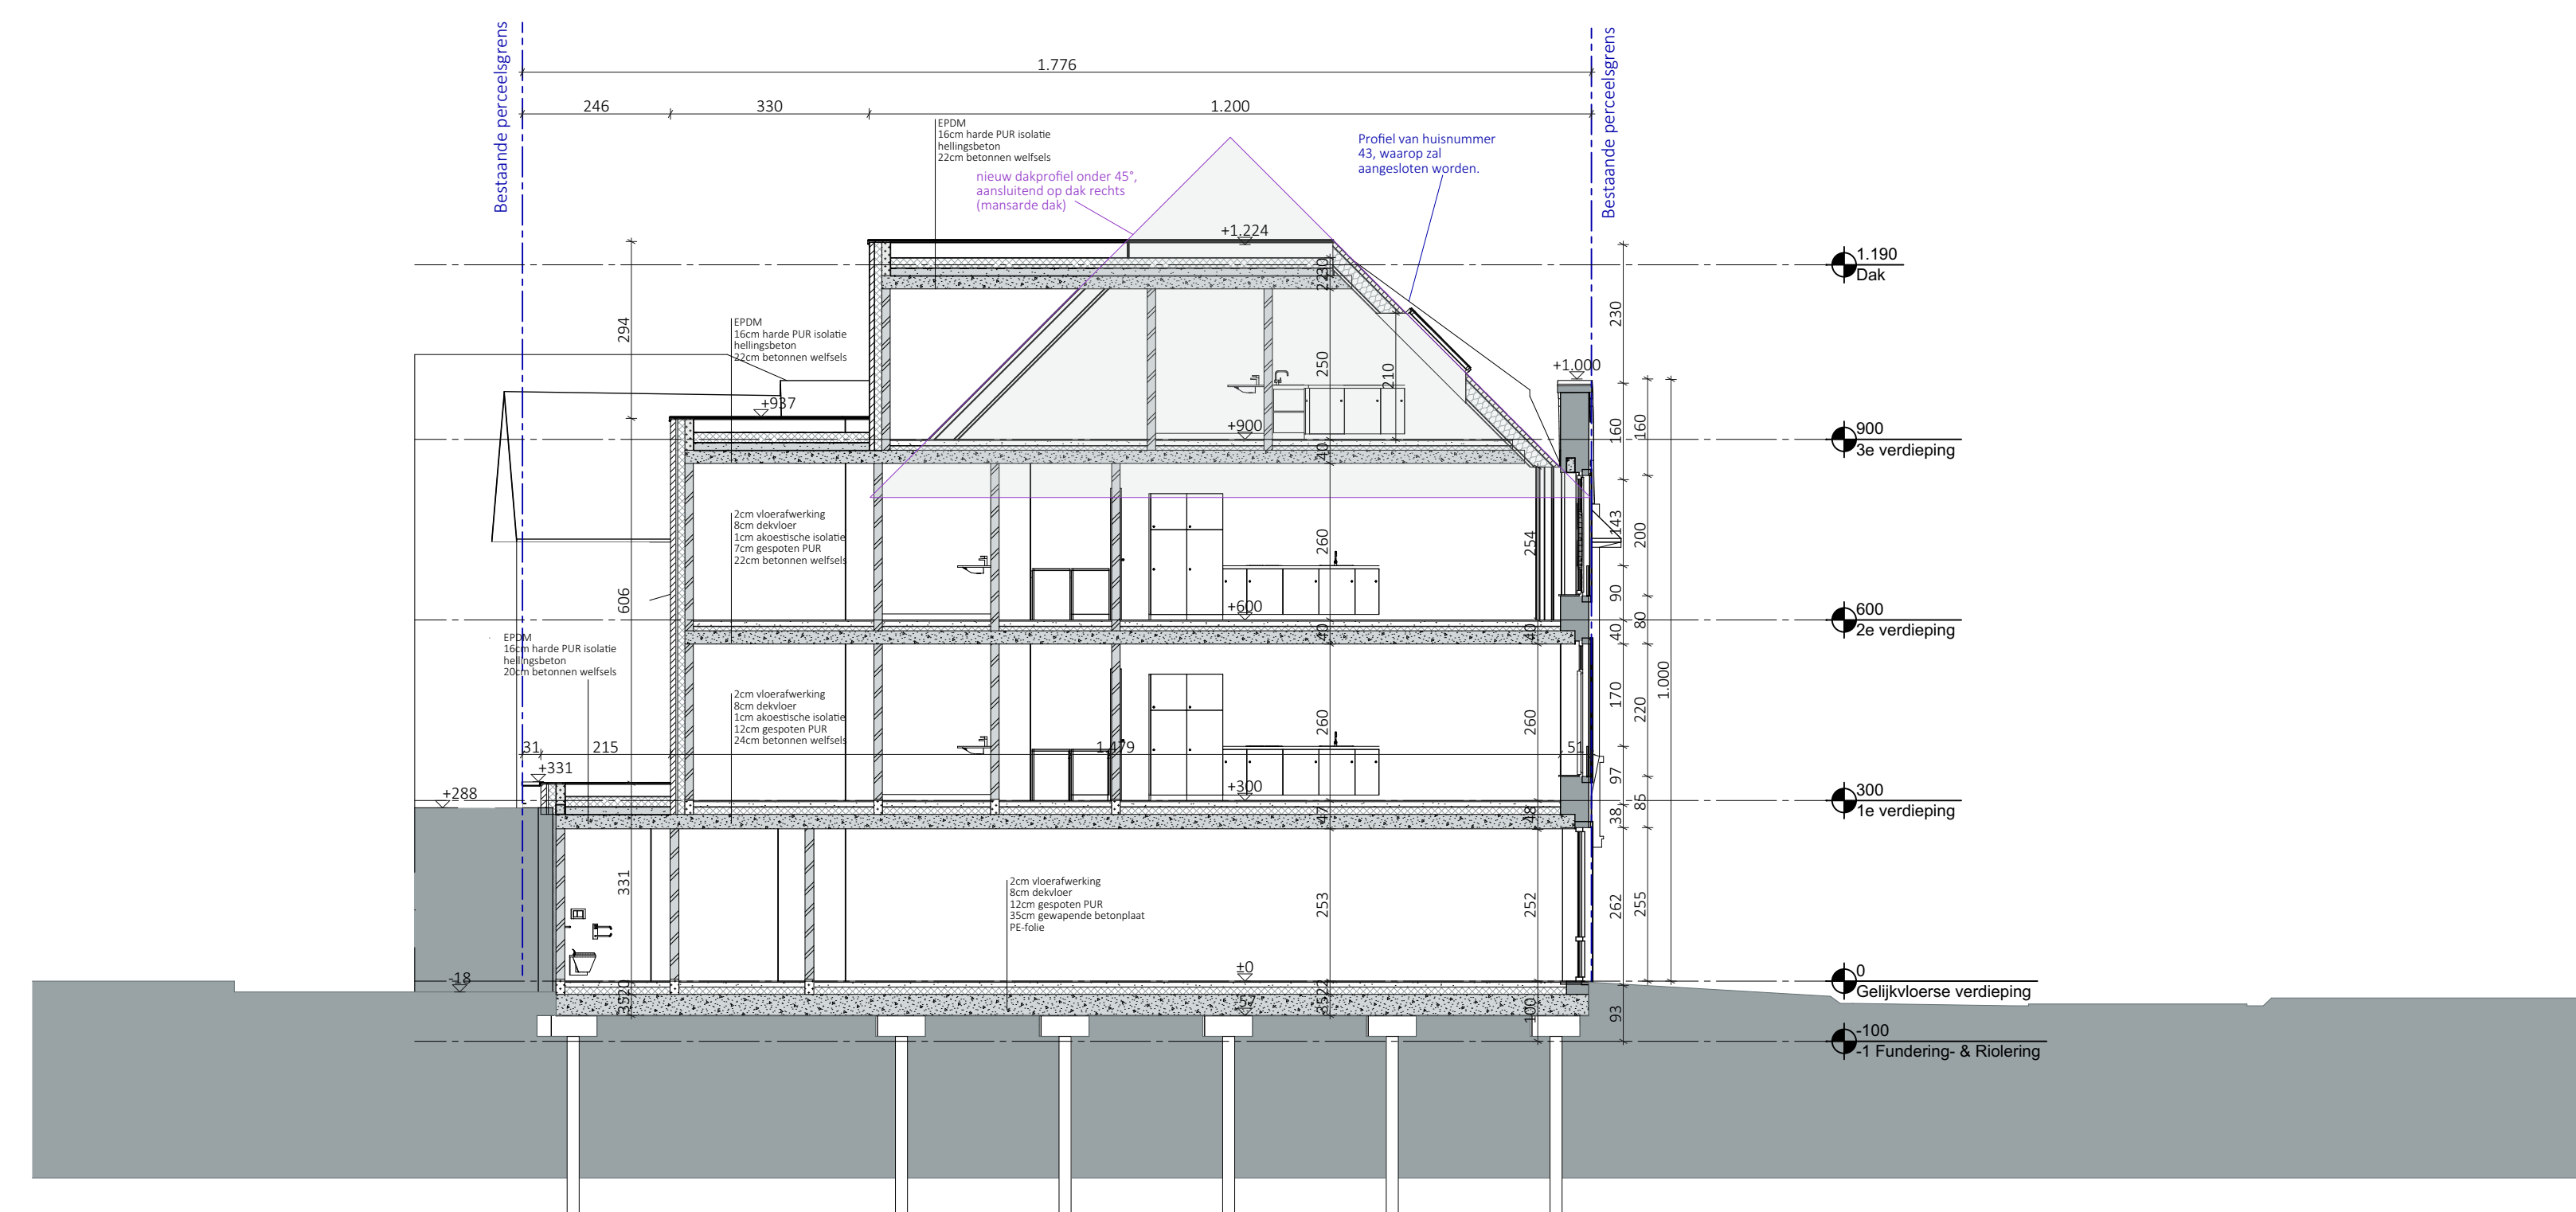 Bestaande perceelsgrens
Bestaande perceelsgrens
1.776
246
330
1.200
EPDM
16cm harde PUR isolatie
hellingsbeton
22cm betonnen welfsels
nieuw dakprofiel onder 45°,
aansluitend op dak rechts
(mansarde dak)
Profiel van huisnummer
43, waarop zal
aangesloten worden.
+1.224
1.190
Dak
230
294
230
EPDM
16cm harde PUR isolatie
hellingsbeton
22cm betonnen welfsels
250
210
+1.000
+937
+900
40
160
160
900
3e verdieping
2cm vloerafwerking
8cm dekvloer
1cm akoestische isolatie
7cm gespoten PUR
22cm betonnen welfsels
260
254
143
200
606
90
+600
40
40
40
80
600
2e verdieping
EPDM
16cm harde PUR isolatie
hellingsbeton
20cm betonnen welfsels
2cm vloerafwerking
8cm dekvloer
1cm akoestische isolatie
12cm gespoten PUR
24cm betonnen welfsels
260
260
170
220
1.000
31
215
1.479
51
+331
+288
97
+300
47
48
38
85
300
1e verdieping
331
2cm vloerafwerking
8cm dekvloer
12cm gespoten PUR
35cm gewapende betonplaat
PE-folie
253
252
262
255
±0
-18
0
Gelijkvloerse verdieping
3520
3522
-57
100
93
-100
-1 Fundering- & Riolering